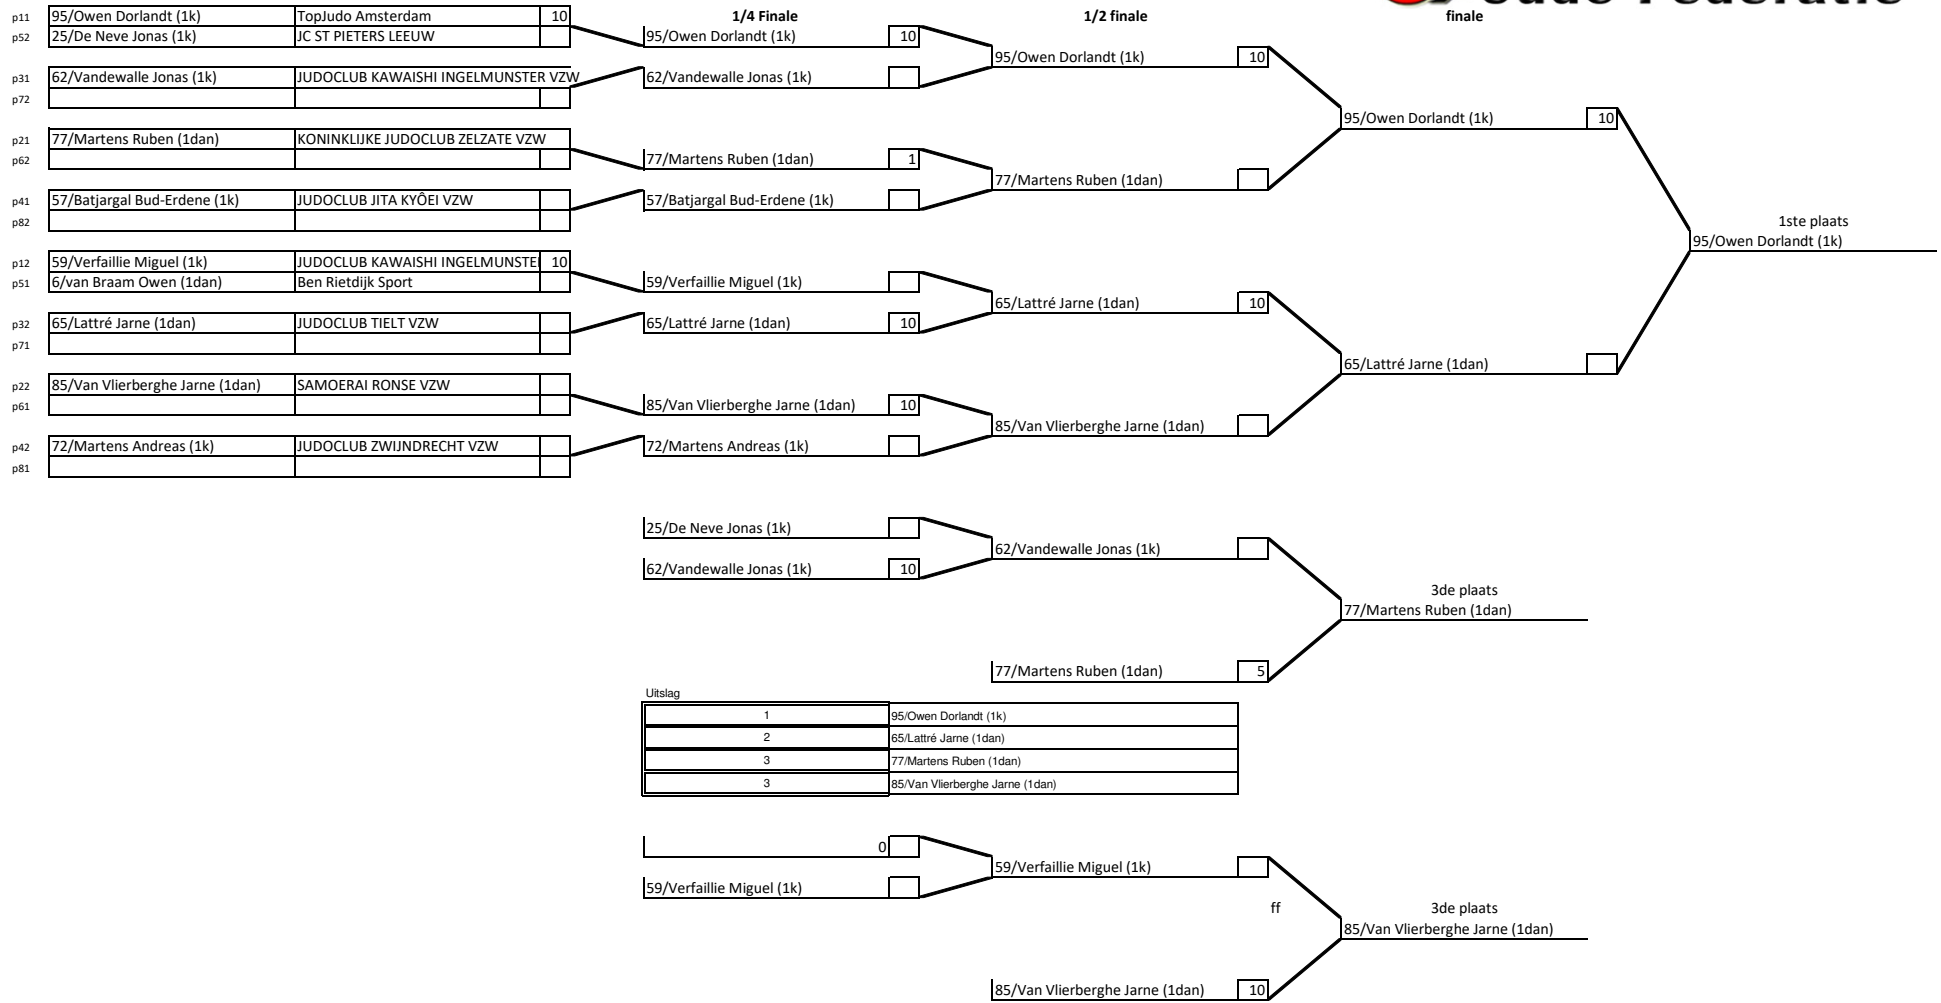 Judo Federatie
1/4 Finale 1/2 finale finale
p11 95/Owen Dorlandt (1k) TopJudo Amsterdam 10
p52 25/De Neve Jonas (1k) JC ST PIETERS LEEUW
95/Owen Dorlandt (1k) 10
95/Owen Dorlandt (1k) 10
p31 62/Vandewalle Jonas (1k) JUDOCLUB KAWAISHI INGELMUNSTER VZW
62/Vandewalle Jonas (1k)
p72
95/Owen Dorlandt (1k) 10
p21 77/Martens Ruben (1dan) KONINKLIJKE JUDOCLUB ZELZATE VZW
p62
77/Martens Ruben (1dan) 1
77/Martens Ruben (1dan)
p41 57/Batjargal Bud-Erdene (1k) JUDOCLUB JITA KYÔEI VZW
57/Batjargal Bud-Erdene (1k)
p82
1ste plaats
95/Owen Dorlandt (1k)
p12 59/Verfaillie Miguel (1k) JUDOCLUB KAWAISHI INGELMUNSTE 10
p51 6/van Braam Owen (1dan) Ben Rietdijk Sport
59/Verfaillie Miguel (1k)
65/Lattré Jarne (1dan) 10
p32 65/Lattré Jarne (1dan) JUDOCLUB TIELT VZW
65/Lattré Jarne (1dan) 10
p71
65/Lattré Jarne (1dan)
p22 85/Van Vlierberghe Jarne (1dan) SAMOERAI RONSE VZW
p61
85/Van Vlierberghe Jarne (1dan) 10
85/Van Vlierberghe Jarne (1dan)
p42 72/Martens Andreas (1k) JUDOCLUB ZWIJNDRECHT VZW
72/Martens Andreas (1k)
p81
25/De Neve Jonas (1k)
62/Vandewalle Jonas (1k)
62/Vandewalle Jonas (1k) 10
3de plaats
77/Martens Ruben (1dan)
77/Martens Ruben (1dan) 5
Uitslag
1 95/Owen Dorlandt (1k)
2 65/Lattré Jarne (1dan)
3 77/Martens Ruben (1dan)
3 85/Van Vlierberghe Jarne (1dan)
0
59/Verfaillie Miguel (1k)
59/Verfaillie Miguel (1k)
ff
3de plaats
85/Van Vlierberghe Jarne (1dan)
85/Van Vlierberghe Jarne (1dan) 10